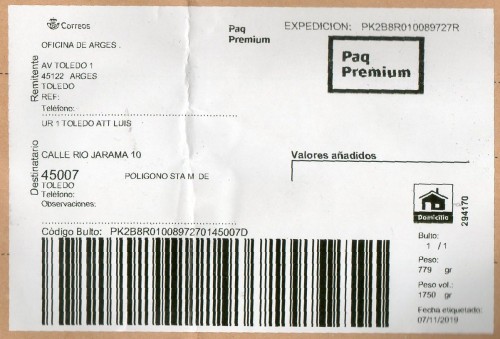 Correos
Paq
Premium
EXPEDICION: PK2B8R010089727R
Paq
Premium
Remitente
OFICINA DE ARGES .
AV TOLEDO 1
45122 ARGES
TOLEDO
REF:
Teléfono:
Destinatario
UR 1 TOLEDO ATT LUIS
CALLE RIO JARAMA 10
45007 POLIGONO STA M DE
TOLEDO
Teléfono:
Observaciones:
Valores añadidos
Domicilio
294170
Código Bulto: PK2B8R0100897270145007D
Bulto:
1 / 1
Peso:
779 gr
Peso vol.:
1750 gr
Fecha etiquetado:
07/11/2019